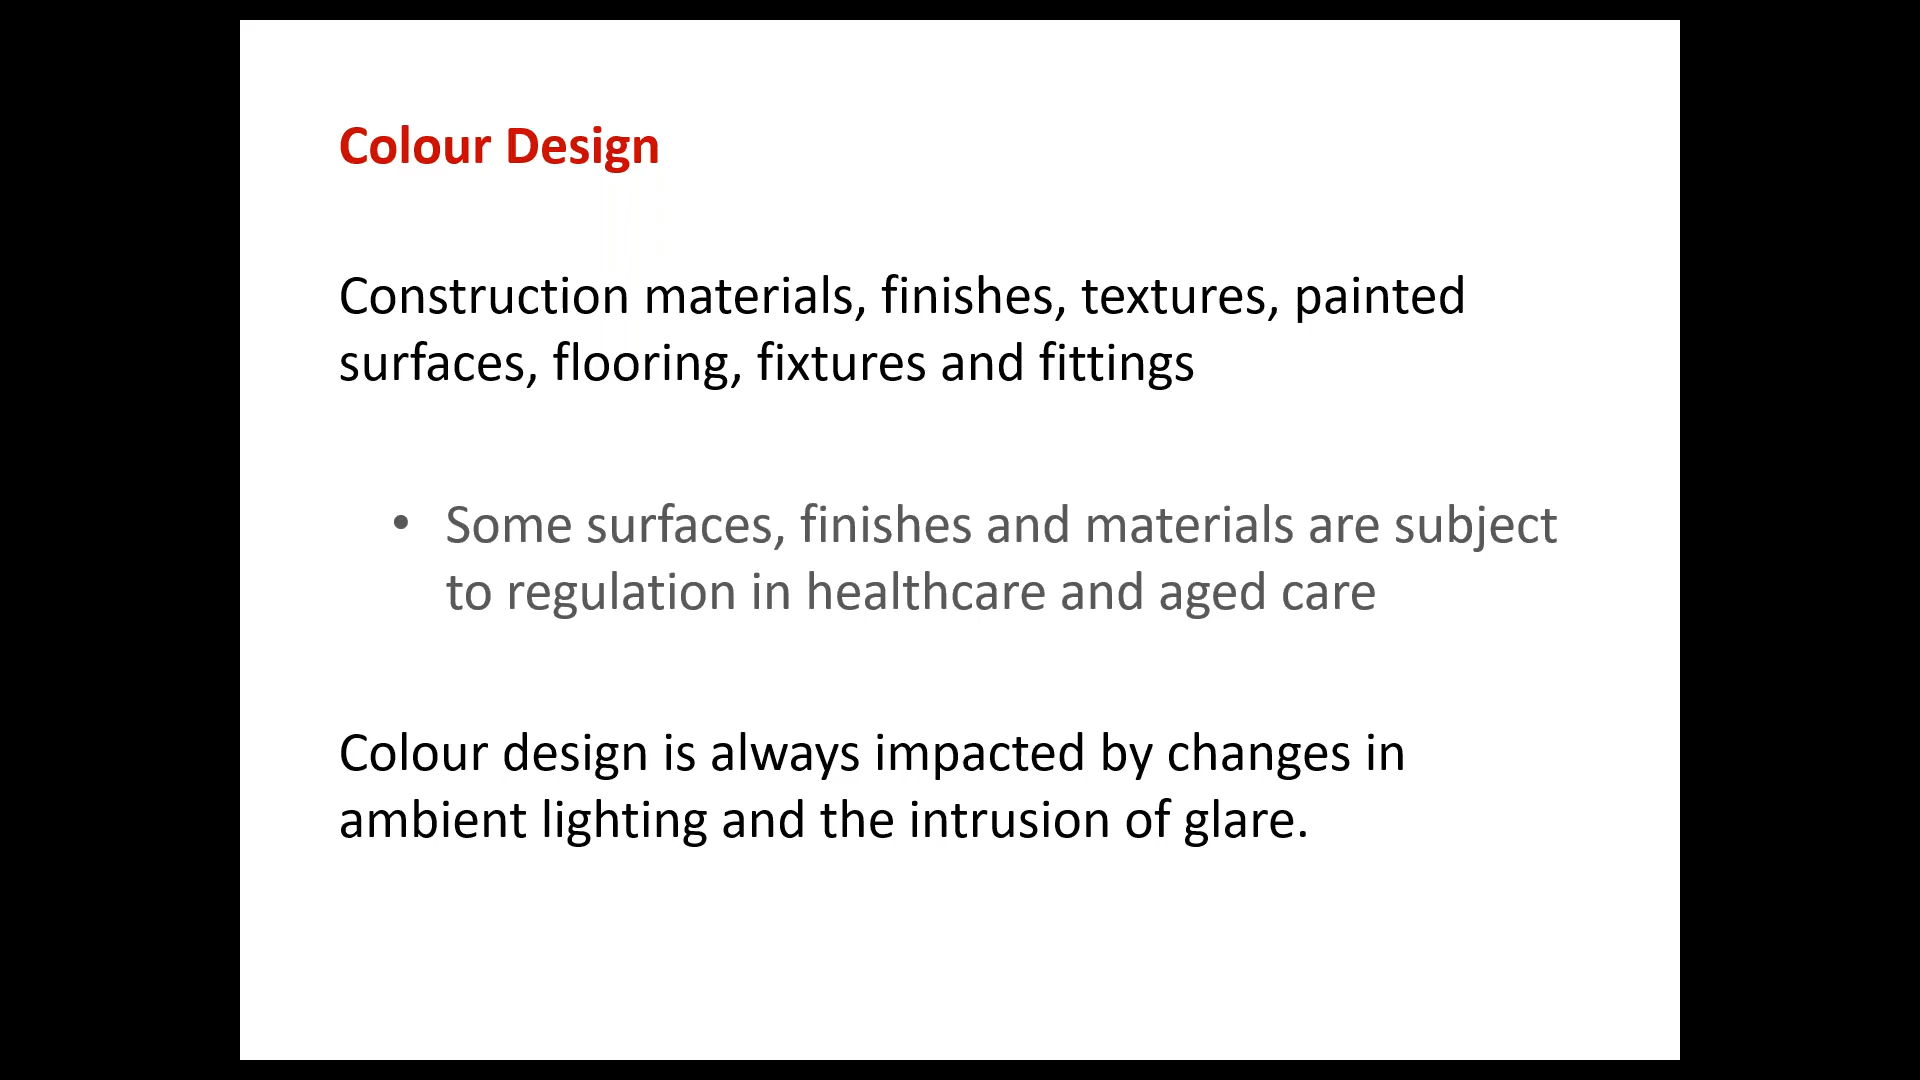 Colour Design
Construction materials, finishes, textures, painted
surfaces, flooring, fixtures and fittings
• Some surfaces, finishes and materials are subject
to regulation in healthcare and aged care
Colour design is always impacted by changes in
ambient lighting and the intrusion of glare.